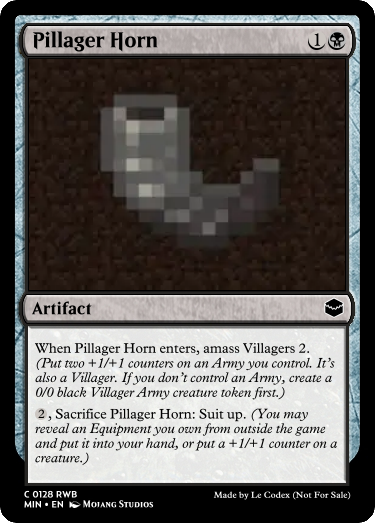 Pillager Horn 1
Artifact
When Pillager Horn enters, amass Villagers 2.
(Put two +1/+1 counters on an Army you control. It's
also a Villager. If you don't control an Army, create a
0/0 black Villager Army creature token first.)
2, Sacrifice Pillager Horn: Suit up. (You may
reveal an Equipment you own from outside the
game and put it into your hand, or put a +1/+1 counter on a
creature.)
C 0128 RWB
MIN • EN Mojang Studios
Made by Le Codex (Not For Sale)